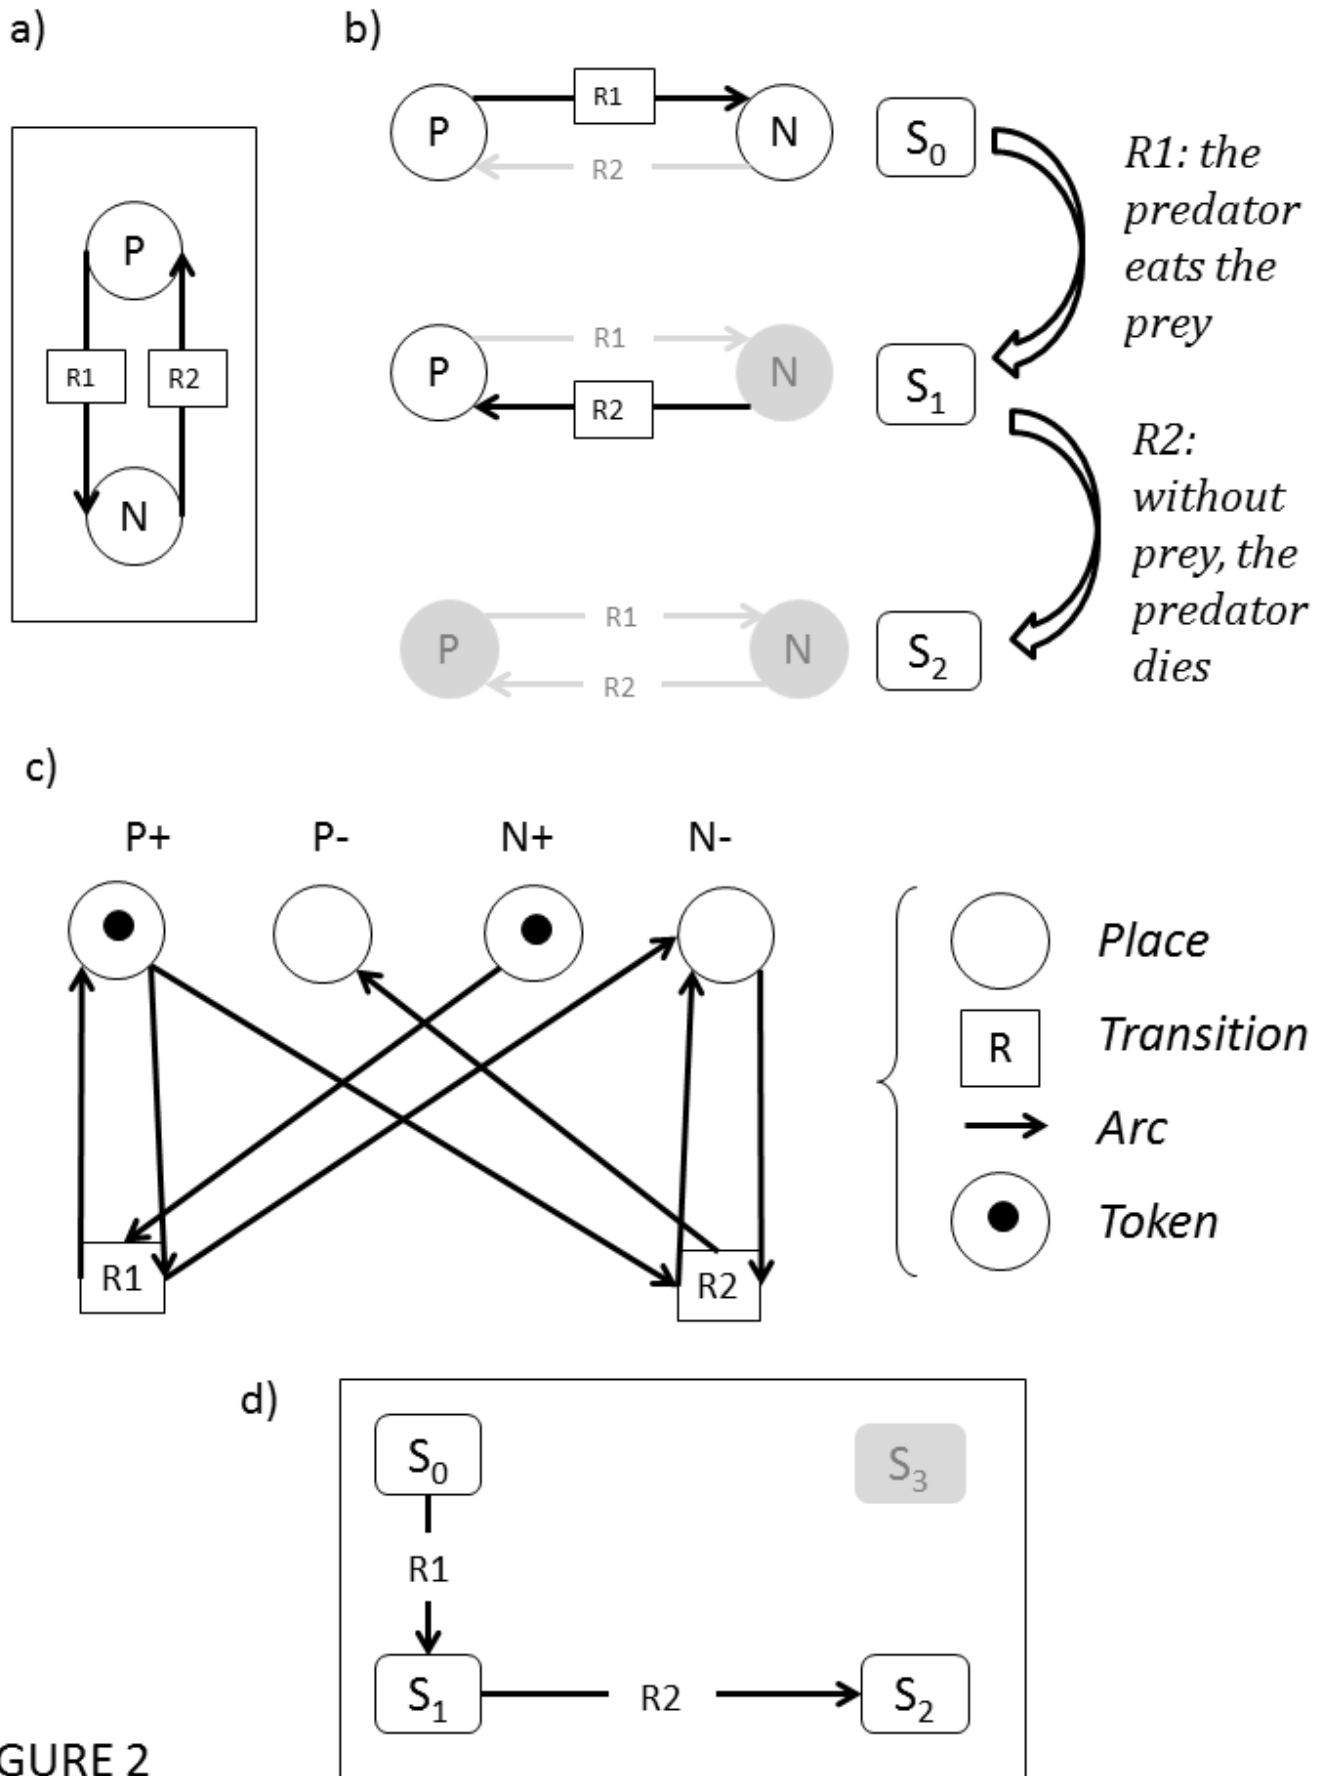 a)
P
R1 R2
N
b)
P R1 N
R2
S0
R1: the
predator
eats the
prey
P R1 N
R2
S1
R2:
without
prey, the
predator
dies
P R1 N
R2
S2
c)
P+ P- N+ N-
R1 R2
Place
R Transition
Arc
Token
d)
S0 S3
R1
S1 R2 S2
GURE 2